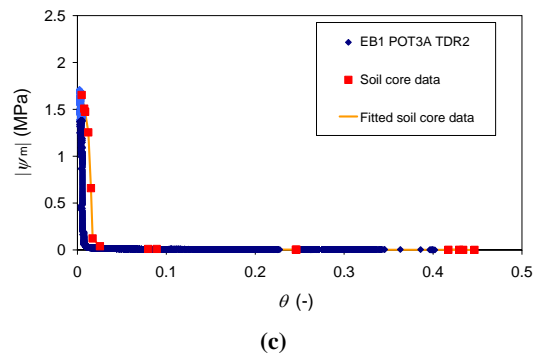 2.5
2
1.5
1
0.5
0
|ψm| (MPa)
EB1 POT3A TDR2
Soil core data
Fitted soil core data
0 0.1 0.2 0.3 0.4 0.5
θ (-)
(c)